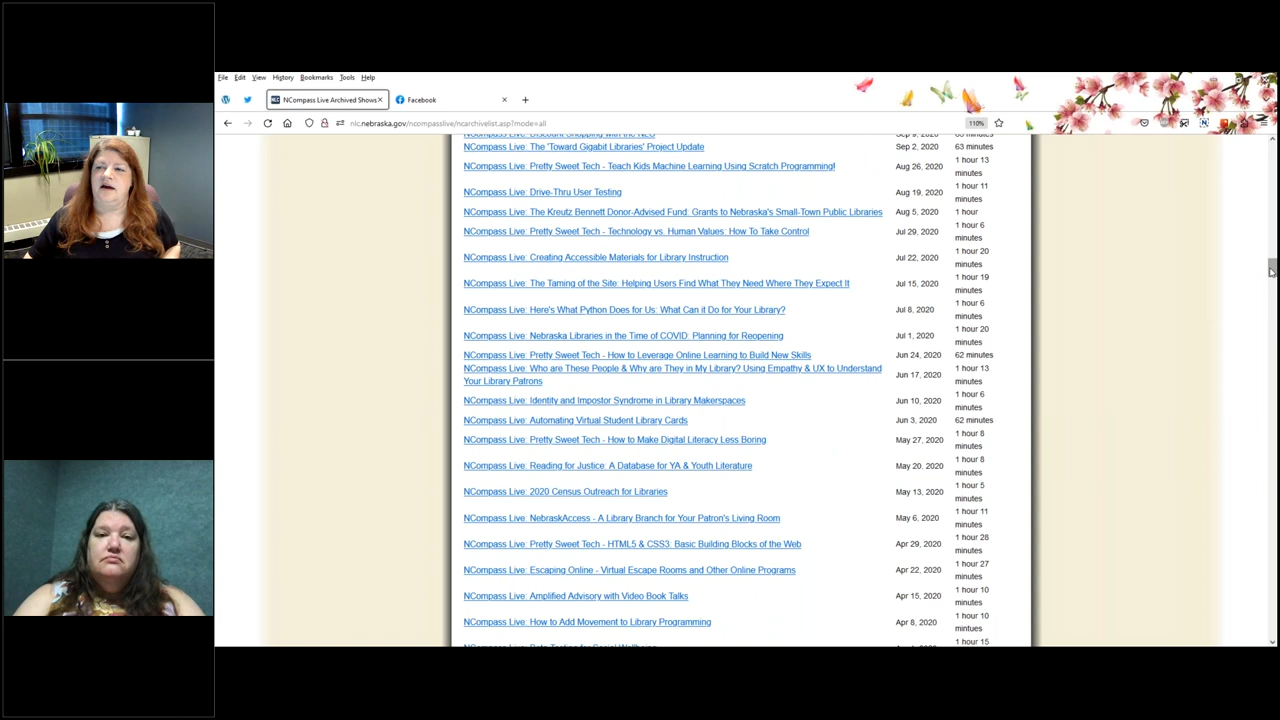 File Edit View History Bookmarks Tools Help
NCompass Live Archived Shows
Facebook
nlc.nebraska.gov/ncompasslive/ncarchivelist.asp?mode=all 110%
NCompass Live: Discount Shopping with the NLC Sep 9, 2020
NCompass Live: The 'Toward Gigabit Libraries' Project Update Sep 2, 2020 63 minutes
NCompass Live: Pretty Sweet Tech - Teach Kids Machine Learning Using Scratch Programming! Aug 26, 2020 1 hour 13 minutes
NCompass Live: Drive-Thru User Testing Aug 19, 2020 1 hour 11 minutes
NCompass Live: The Kreutz Bennett Donor-Advised Fund: Grants to Nebraska's Small-Town Public Libraries Aug 5, 2020 1 hour
NCompass Live: Pretty Sweet Tech - Technology vs. Human Values: How To Take Control Jul 29, 2020 1 hour 6 minutes
NCompass Live: Creating Accessible Materials for Library Instruction Jul 22, 2020 1 hour 20 minutes
NCompass Live: The Taming of the Site: Helping Users Find What They Need Where They Expect It Jul 15, 2020 1 hour 19 minutes
NCompass Live: Here's What Python Does for Us: What Can it Do for Your Library? Jul 8, 2020 1 hour 6 minutes
NCompass Live: Nebraska Libraries in the Time of COVID: Planning for Reopening Jul 1, 2020 1 hour 20 minutes
NCompass Live: Pretty Sweet Tech - How to Leverage Online Learning to Build New Skills Jun 24, 2020 62 minutes
NCompass Live: Who are These People & Why are They in My Library? Using Empathy & UX to Understand
Your Library Patrons Jun 17, 2020 1 hour 13 minutes
NCompass Live: Identity and Impostor Syndrome in Library Makerspaces Jun 10, 2020 1 hour 6 minutes
NCompass Live: Automating Virtual Student Library Cards Jun 3, 2020 62 minutes
NCompass Live: Pretty Sweet Tech - How to Make Digital Literacy Less Boring May 27, 2020 1 hour 8 minutes
NCompass Live: Reading for Justice: A Database for YA & Youth Literature May 20, 2020 1 hour 8 minutes
NCompass Live: 2020 Census Outreach for Libraries May 13, 2020 1 hour 5 minutes
NCompass Live: NebraskAccess - A Library Branch for Your Patron's Living Room May 6, 2020 1 hour 11 minutes
NCompass Live: Pretty Sweet Tech - HTML5 & CSS3: Basic Building Blocks of the Web Apr 29, 2020 1 hour 28 minutes
NCompass Live: Escaping Online - Virtual Escape Rooms and Other Online Programs Apr 22, 2020 1 hour 27 minutes
NCompass Live: Amplified Advisory with Video Book Talks Apr 15, 2020 1 hour 10 minutes
NCompass Live: How to Add Movement to Library Programming Apr 8, 2020 1 hour 10 mintues
1 hour 15